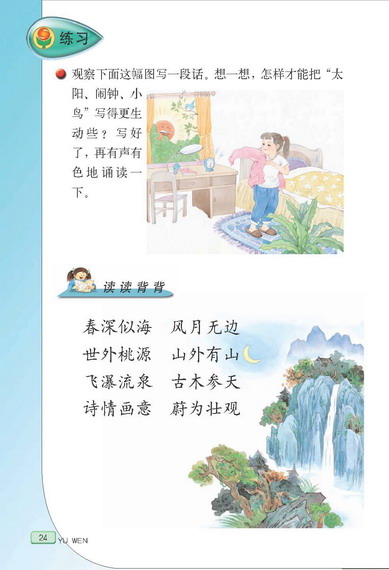 练习
观察下面这幅图写一段话。想一想，怎样才能把“太
阳、闹钟、小
鸟”写得更生
动些？写好
了，再有声有
色地诵读一
下。
读读背背
春深似海 风月无边
世外桃源 山外有山
飞瀑流泉 古木参天
诗情画意 蔚为壮观
24 YU WEN